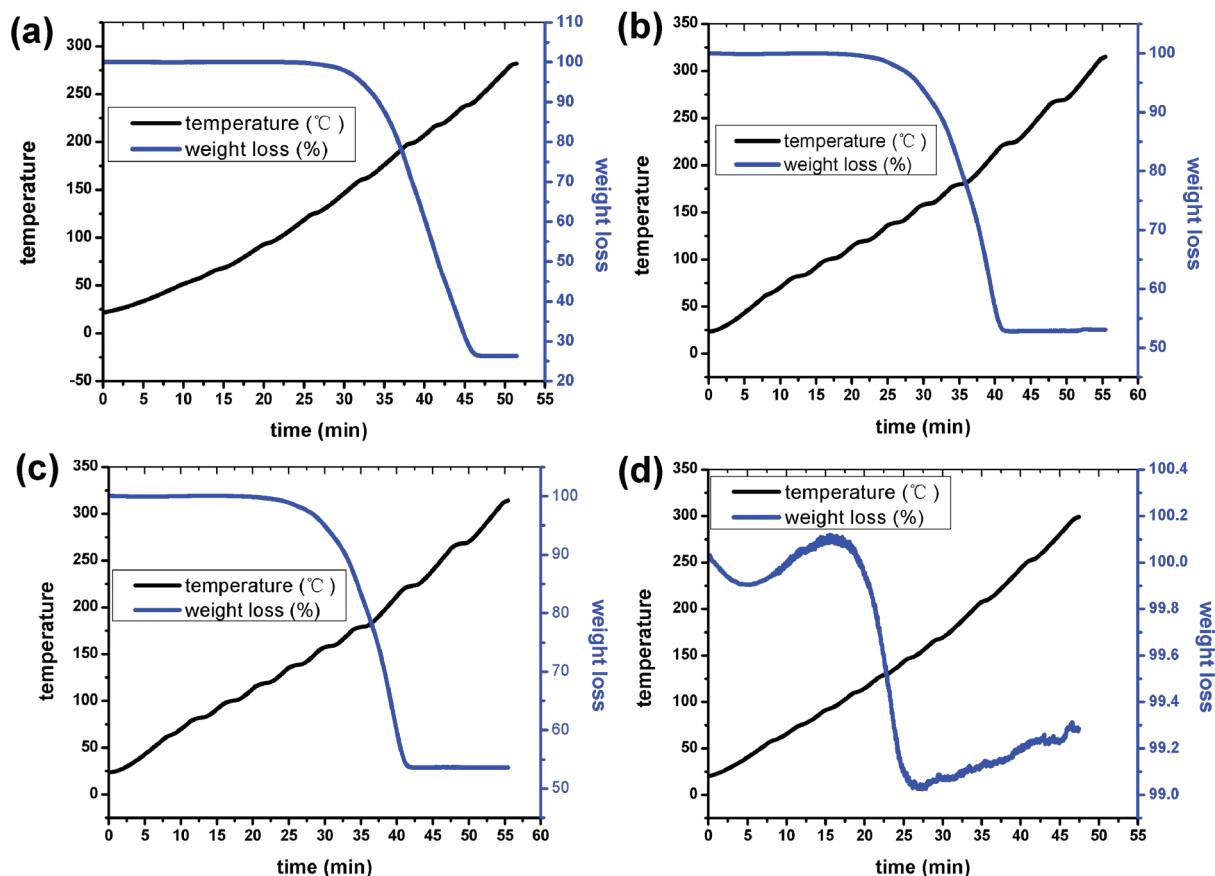 (a)
temperature
300
250
200
150
100
50
0
-50
temperature (℃)
weight loss (%)
110
100
90
80
70
60
50
40
30
20
weight loss
0 5 10 15 20 25 30 35 40 45 50 55
time (min)
(b)
temperature
350
300
250
200
150
100
50
0
temperature (℃)
weight loss (%)
100
90
80
70
60
50
weight loss
0 5 10 15 20 25 30 35 40 45 50 55 60
time (min)
(c)
temperature
350
300
250
200
150
100
50
0
temperature (℃)
weight loss (%)
100
90
80
70
60
50
weight loss
0 5 10 15 20 25 30 35 40 45 50 55 60
time (min)
(d)
temperature
350
300
250
200
150
100
50
0
temperature (℃)
weight loss (%)
100.4
100.2
100.0
99.8
99.6
99.4
99.2
99.0
weight loss
0 5 10 15 20 25 30 35 40 45 50 55
time (min)